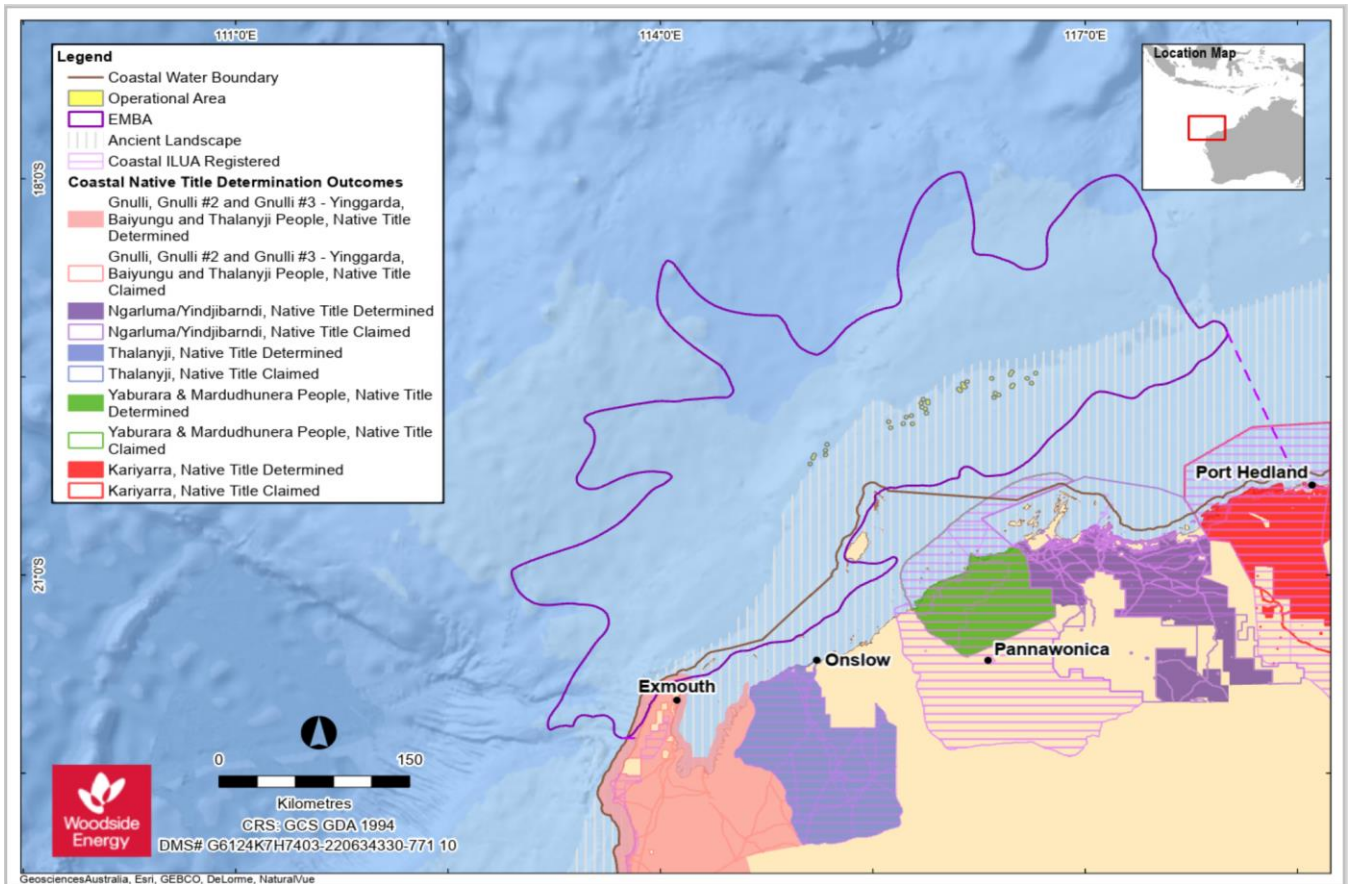 111°0'E
114°0'E
117°0'E
18°0'S
21°0'S
Legend
Coastal Water Boundary
Operational Area
EMBA
Ancient Landscape
Coastal ILUA Registered
Coastal Native Title Determination Outcomes
Gnulli, Gnulli #2 and Gnulli #3 - Yinggarda,
Baiyungu and Thalanyji People, Native Title
Determined
Gnulli, Gnulli #2 and Gnulli #3 - Yinggarda,
Baiyungu and Thalanyji People, Native Title
Claimed
Ngarluma/Yindjibarndi, Native Title Determined
Ngarluma/Yindjibarndi, Native Title Claimed
Thalanyji, Native Title Determined
Thalanyji, Native Title Claimed
Yaburara & Mardudhunera People, Native Title
Determined
Yaburara & Mardudhunera People, Native Title
Claimed
Kariyarra, Native Title Determined
Kariyarra, Native Title Claimed
Location Map
Port Hedland
Pannawonica
Onslow
Exmouth
0 150
Kilometres
CRS: GCS GDA 1994
DMS# G6124K7H7403-220634330-771 10
Woodside
Energy
GeosciencesAustralia, Esri, GEBCO, DeLorme, NaturalVue